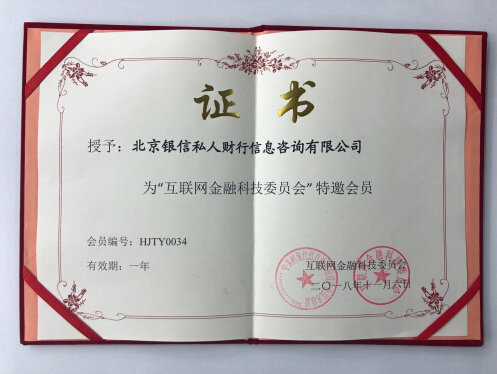 证书
授予：北京银信私人财行信息咨询有限公司
为“互联网金融科技委员会”特邀会员
会员编号：HJTY0034
有效期：一年
互联网金融科技委员会
二〇一八年十一月六日